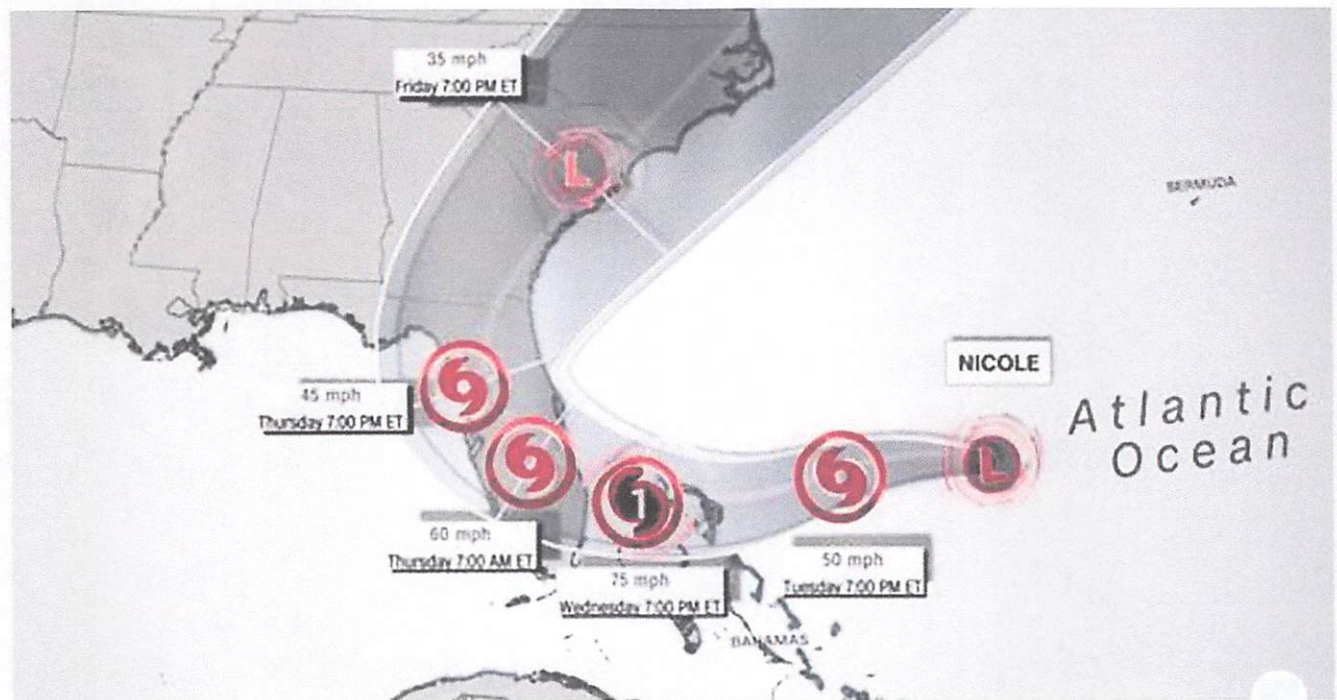 35 mph
Friday 7:00 PM ET
L
BERMUDA
NICOLE
45 mph
Thursday 7:00 PM ET
Atlantic
Ocean
L
1
60 mph
Thursday 7:00 AM ET
75 mph
Wednesday 7:00 PM ET
50 mph
Tuesday 7:00 PM ET
BAHAMAS